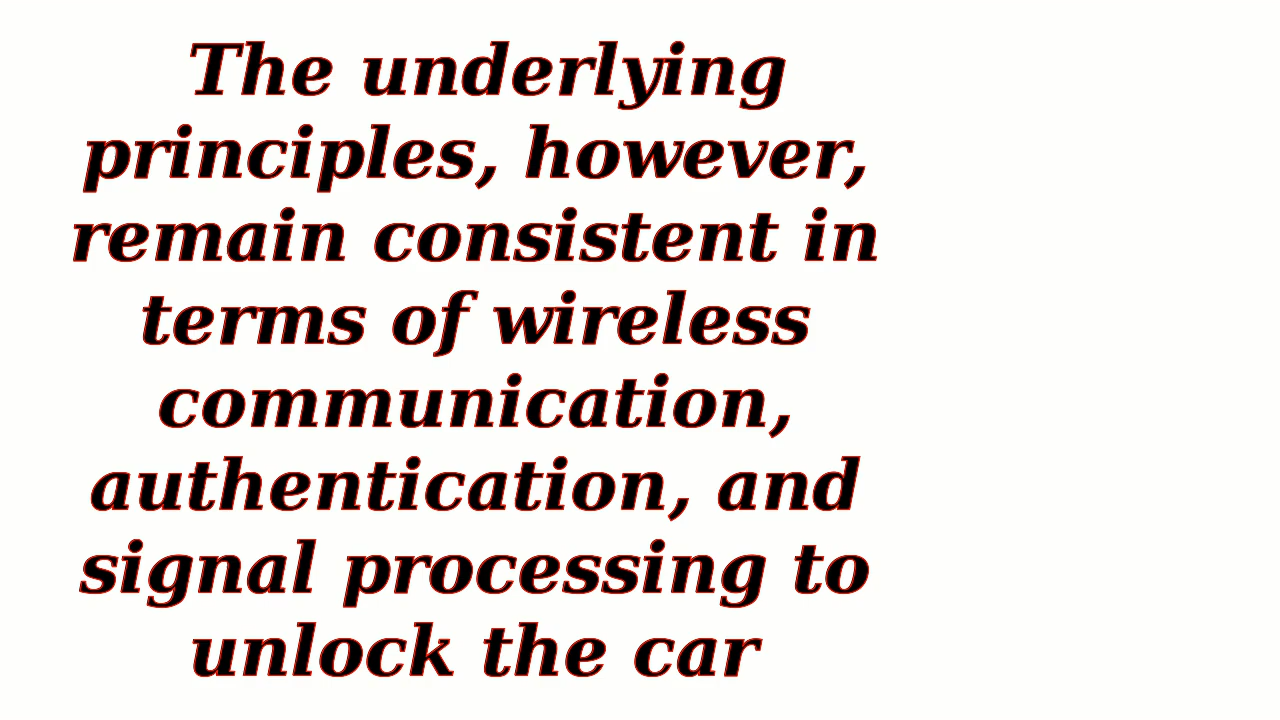 The underlying
principles, however,
remain consistent in
terms of wireless
communication,
authentication, and
signal processing to
unlock the car